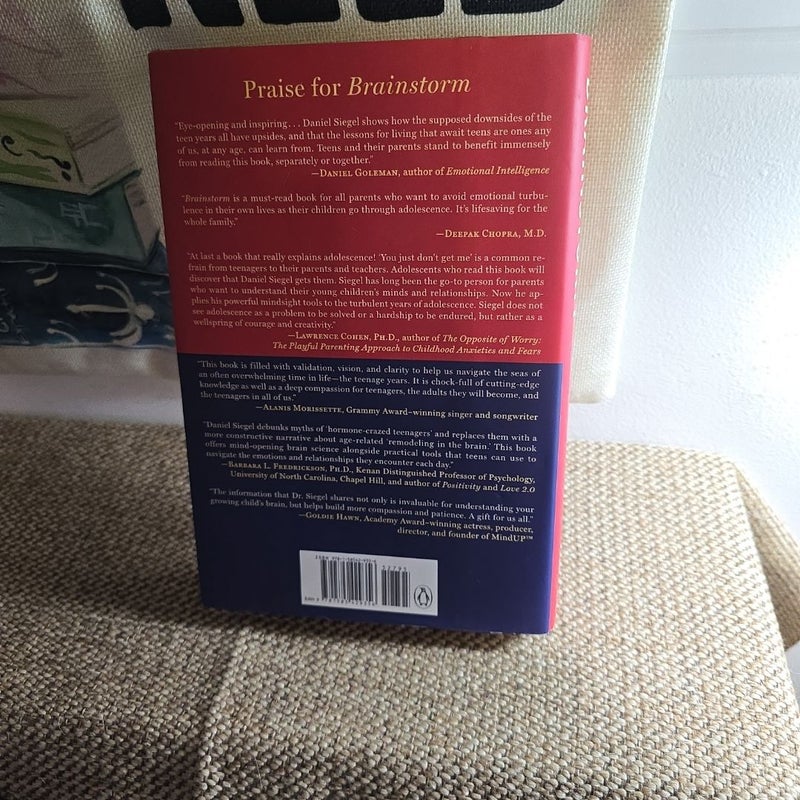 Praise for Brainstorm
"Eye-opening and inspiring . . . Daniel Siegel shows how the supposed downsides of the
teen years all have upsides, and that the lessons for living that await teens are ones any
of us, at any age, can learn from. Teens and their parents stand to benefit immensely
from reading this book, separately or together."
—DANIEL GOLEMAN, author of Emotional Intelligence
"Brainstorm is a must-read book for all parents who want to avoid emotional turbu-
lence in their own lives as their children go through adolescence. It's lifesaving for the
whole family."
—DEEPAK CHOPRA, M.D.
"At last a book that really explains adolescence! 'You just don't get me' is a common re-
frain from teenagers to their parents and teachers. Adolescents who read this book will
discover that Daniel Siegel gets them. Siegel has long been the go-to person for parents
who want to understand their young children's minds and relationships. Now he ap-
plies his powerful mindsight tools to the turbulent years of adolescence. Siegel does not
see adolescence as a problem to be solved or a hardship to be endured, but rather as a
wellspring of courage and creativity."
—LAWRENCE COHEN, PH.D., author of The Opposite of Worry:
The Playful Parenting Approach to Childhood Anxieties and Fears
"This book is filled with validation, vision, and clarity to help us navigate the seas of
an often overwhelming time in life—the teenage years. It is chock-full of cutting-edge
knowledge as well as a deep compassion for teenagers, the adults they will become, and
the teenagers in all of us."
—ALANIS MORISSETTE, Grammy Award–winning singer and songwriter
"Daniel Siegel debunks myths of 'hormone-crazed teenagers' and replaces them with a
more constructive narrative about age-related 'remodeling in the brain.' This book
offers mind-opening brain science alongside practical tools that teens can use to
navigate the emotions and relationships they encounter each day."
—BARBARA L. FREDRICKSON, PH.D., Kenan Distinguished Professor of Psychology,
University of North Carolina, Chapel Hill, and author of Positivity and Love 2.0
"The information that Dr. Siegel shares not only is invaluable for understanding your
growing child's brain, but helps build more compassion and patience. A gift for us all."
—GOLDIE HAWN, Academy Award–winning actress, producer,
director, and founder of MindUP™
52795